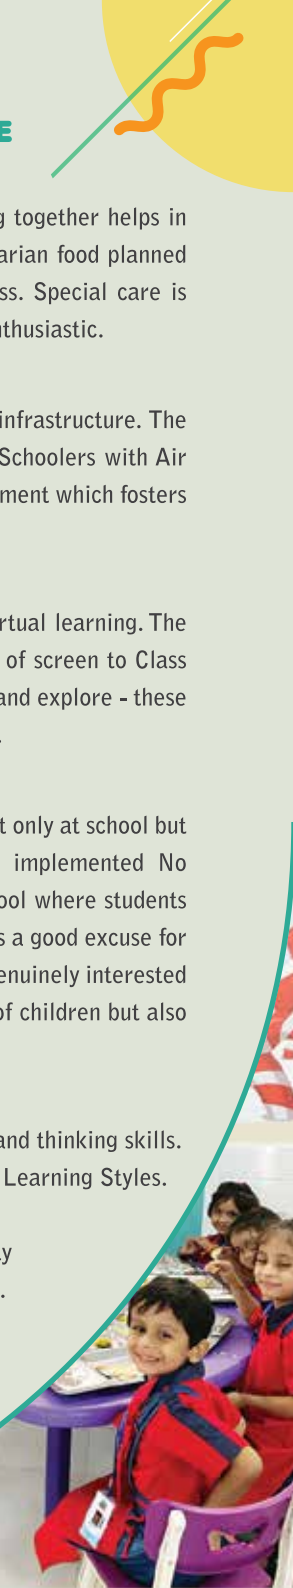 E
g together helps in
arian food planned
ss. Special care is
nthusiastic.
infrastructure. The
Schoolers with Air
ment which fosters
rtual learning. The
of screen to Class
and explore - these
.
t only at school but
implemented No
ool where students
s a good excuse for
enuinely interested
of children but also
and thinking skills.
Learning Styles.
y
.